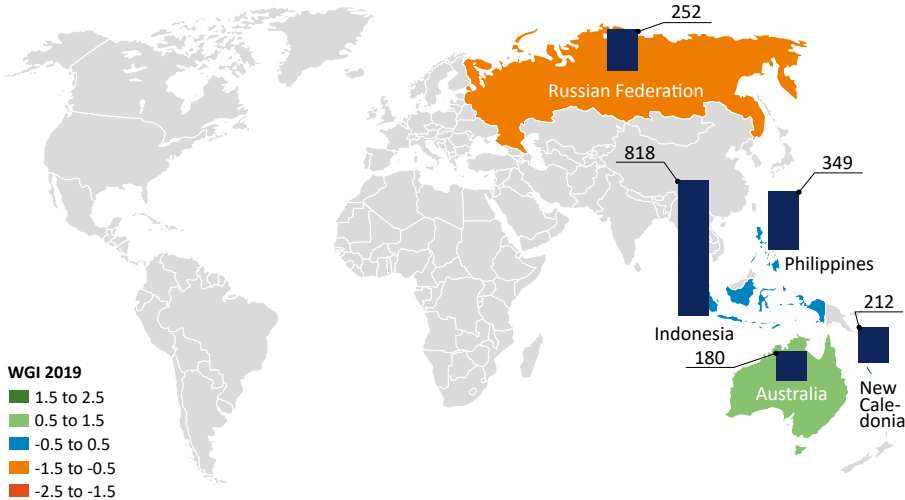 252
Russian Federation
818
349
Philippines
212
Indonesia
180
Australia
New
Cale-
donia
WGI 2019
1.5 to 2.5
0.5 to 1.5
-0.5 to 0.5
-1.5 to -0.5
-2.5 to -1.5